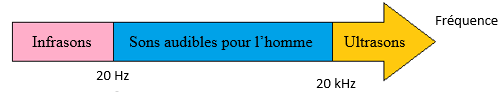 Fréquence
Infrasons Sons audibles pour l'homme Ultrasons
20 Hz 20 kHz